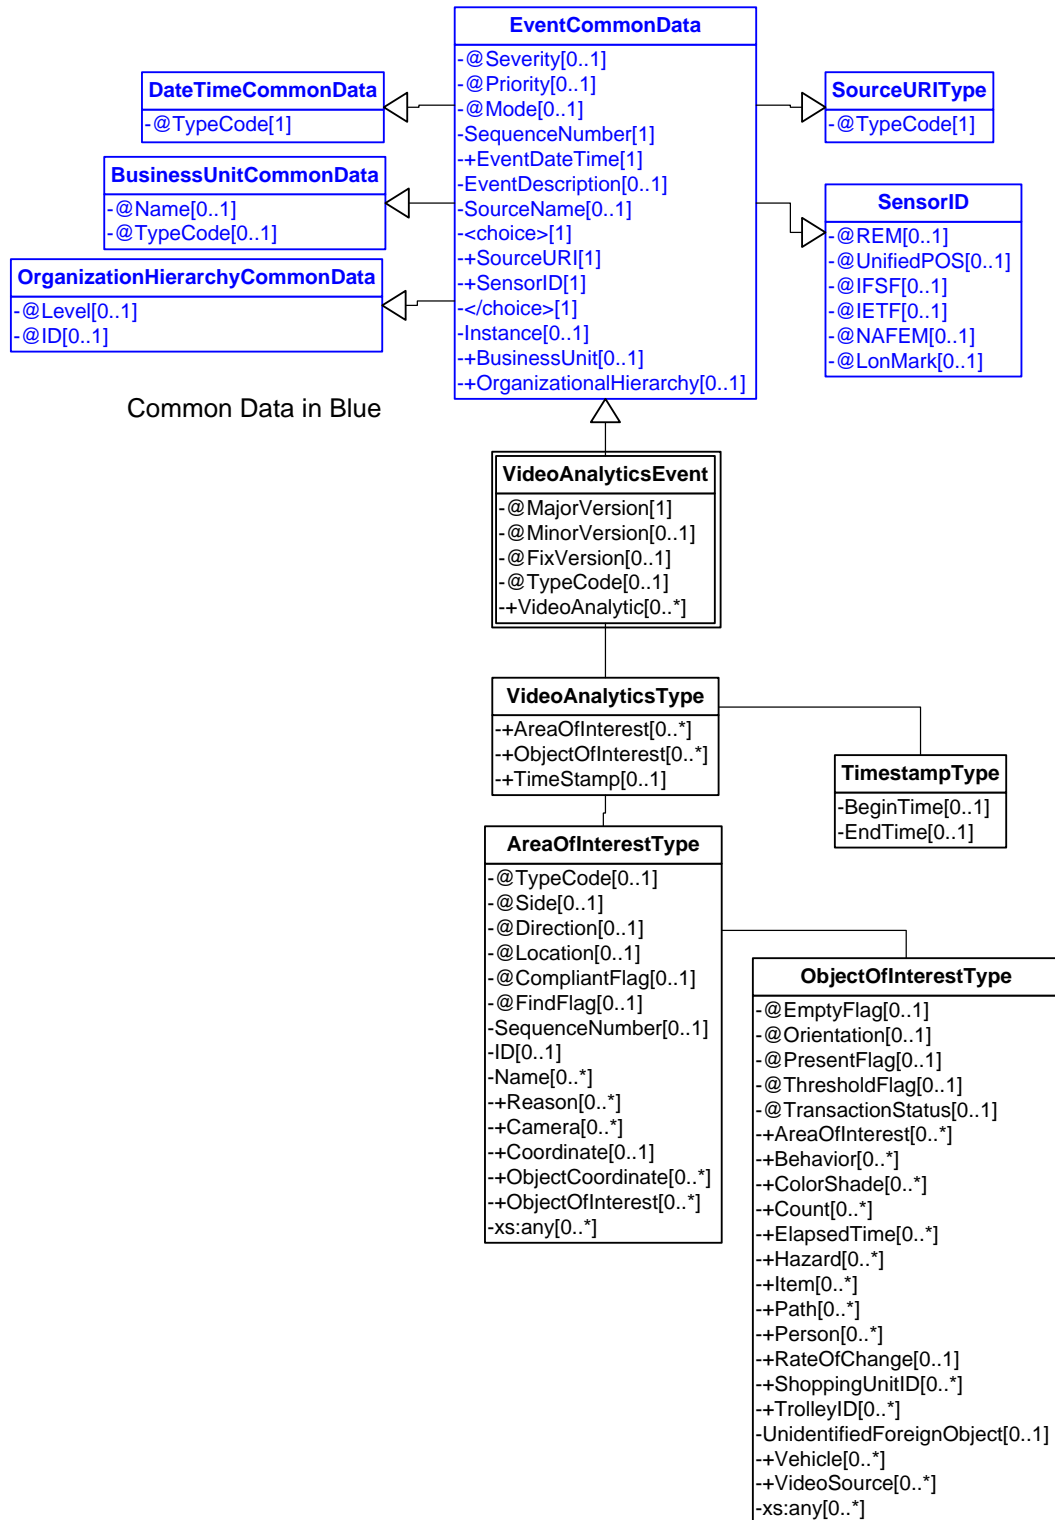 EventCommonData
-@Severity[0..1]
-@Priority[0..1]
-@Mode[0..1]
-SequenceNumber[1]
-+EventDateTime[1]
-EventDescription[0..1]
-SourceName[0..1]
-<choice>[1]
-+SourceURI[1]
-+SensorID[1]
-</choice>[1]
-Instance[0..1]
-+BusinessUnit[0..1]
-+OrganizationalHierarchy[0..1]
DateTimeCommonData
-@TypeCode[1]
BusinessUnitCommonData
-@Name[0..1]
-@TypeCode[0..1]
OrganizationHierarchyCommonData
-@Level[0..1]
-@ID[0..1]
SourceURIType
-@TypeCode[1]
SensorID
-@REM[0..1]
-@UnifiedPOS[0..1]
-@IFSF[0..1]
-@IETF[0..1]
-@NAFEM[0..1]
-@LonMark[0..1]
Common Data in Blue
VideoAnalyticsEvent
-@MajorVersion[1]
-@MinorVersion[0..1]
-@FixVersion[0..1]
-@TypeCode[0..1]
-+VideoAnalytic[0..*]
VideoAnalyticsType
-+AreaOfInterest[0..*]
-+ObjectOfInterest[0..*]
-+TimeStamp[0..1]
TimestampType
-BeginTime[0..1]
-EndTime[0..1]
AreaOfInterestType
-@TypeCode[0..1]
-@Side[0..1]
-@Direction[0..1]
-@Location[0..1]
-@CompliantFlag[0..1]
-@FindFlag[0..1]
-SequenceNumber[0..1]
-ID[0..1]
-Name[0..*]
-+Reason[0..*]
-+Camera[0..*]
-+Coordinate[0..1]
-+ObjectCoordinate[0..*]
-+ObjectOfInterest[0..*]
-xs:any[0..*]
ObjectOfInterestType
-@EmptyFlag[0..1]
-@Orientation[0..1]
-@PresentFlag[0..1]
-@ThresholdFlag[0..1]
-@TransactionStatus[0..1]
-+AreaOfInterest[0..*]
-+Behavior[0..*]
-+ColorShade[0..*]
-+Count[0..*]
-+ElapsedTime[0..*]
-+Hazard[0..*]
-+Item[0..*]
-+Path[0..*]
-+Person[0..*]
-+RateOfChange[0..1]
-+ShoppingUnitID[0..*]
-+TrolleyID[0..*]
-UnidentifiedForeignObject[0..1]
-+Vehicle[0..*]
-+VideoSource[0..*]
-xs:any[0..*]